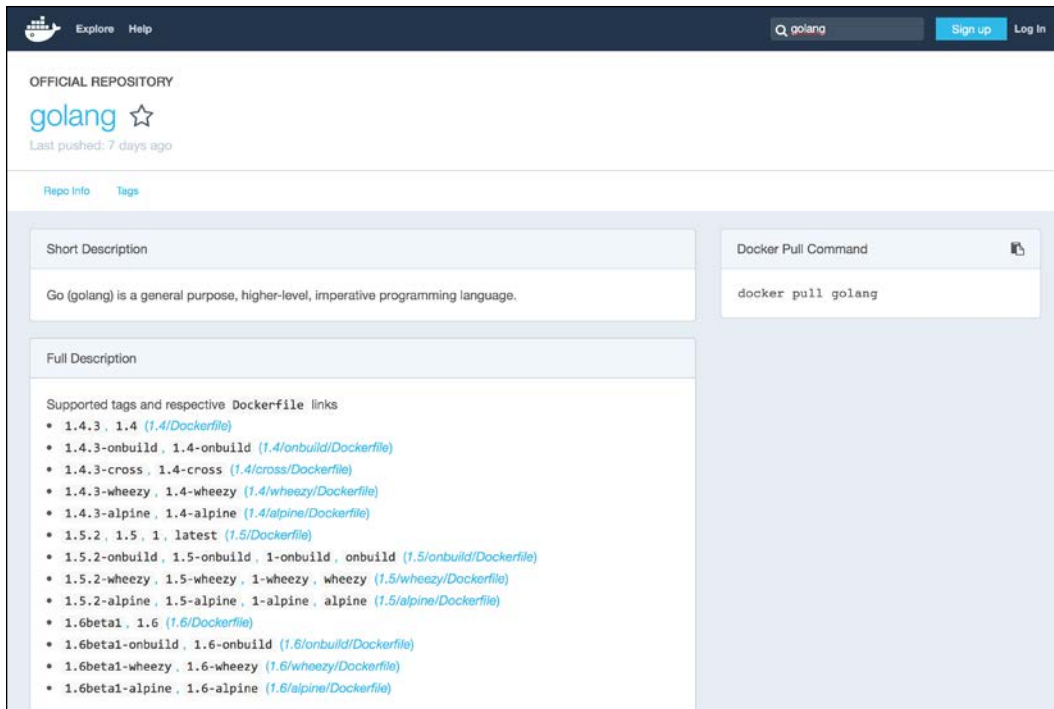 Explore Help golang Sign up Log In
OFFICIAL REPOSITORY
golang
Last pushed: 7 days ago
Repo Info Tags
Short Description
Go (golang) is a general purpose, higher-level, imperative programming language.
Docker Pull Command
docker pull golang
Full Description
Supported tags and respective Dockerfile links
• 1.4.3, 1.4 (1.4/Dockerfile)
• 1.4.3-onbuild, 1.4-onbuild (1.4/onbuild/Dockerfile)
• 1.4.3-cross, 1.4-cross (1.4/cross/Dockerfile)
• 1.4.3-wheezy, 1.4-wheezy (1.4/wheezy/Dockerfile)
• 1.4.3-alpine, 1.4-alpine (1.4/alpine/Dockerfile)
• 1.5.2, 1.5, 1, latest (1.5/Dockerfile)
• 1.5.2-onbuild, 1.5-onbuild, 1-onbuild, onbuild (1.5/onbuild/Dockerfile)
• 1.5.2-wheezy, 1.5-wheezy, 1-wheezy, wheezy (1.5/wheezy/Dockerfile)
• 1.5.2-alpine, 1.5-alpine, 1-alpine, alpine (1.5/alpine/Dockerfile)
• 1.6beta1, 1.6 (1.6/Dockerfile)
• 1.6beta1-onbuild, 1.6-onbuild (1.6/onbuild/Dockerfile)
• 1.6beta1-wheezy, 1.6-wheezy (1.6/wheezy/Dockerfile)
• 1.6beta1-alpine, 1.6-alpine (1.6/alpine/Dockerfile)